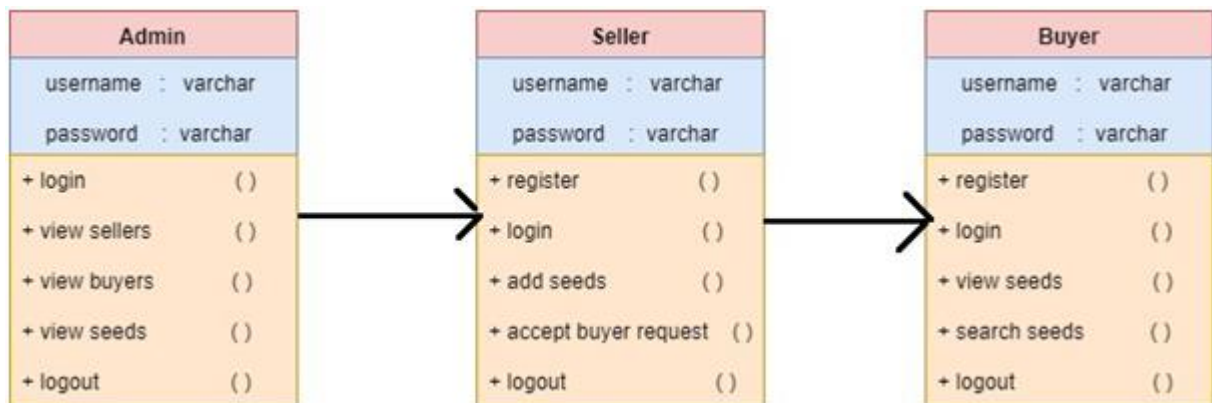 Admin
username : varchar
password : varchar
+ login ( )
+ view sellers ( )
+ view buyers ( )
+ view seeds ( )
+ logout ( )
Seller
username : varchar
password : varchar
+ register ( )
+ login ( )
+ add seeds ( )
+ accept buyer request ( )
+ logout ( )
Buyer
username : varchar
password : varchar
+ register ( )
+ login ( )
+ view seeds ( )
+ search seeds ( )
+ logout ( )